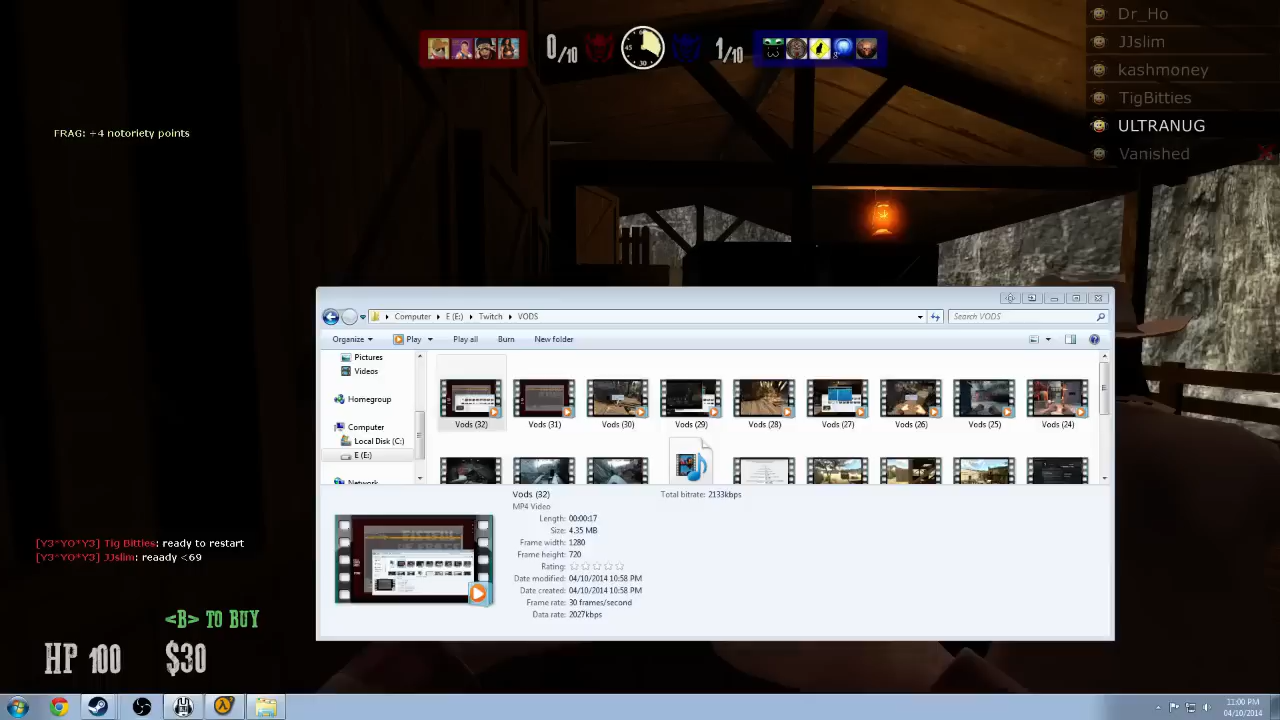 Dr_Ho
JJslim
kashmoney
TigBitties
ULTRANUG
Vanished
0/10
1/10
FRAG: +4 notoriety points
Computer E (E:) Twitch VODS
Search VODS
Organize Play Play all Burn New folder
Pictures
Videos
Homegroup
Computer
Local Disk (C:)
E (E:)
Network
Vods (32) Vods (31) Vods (30) Vods (29) Vods (28) Vods (27) Vods (26) Vods (25) Vods (24)
Vods (32) Total bitrate: 2133kbps
MP4 Video
Length: 00:00:17
Size: 4.35 MB
Frame width: 1280
Frame height: 720
Rating:
Date modified: 04/10/2014 10:58 PM
Date created: 04/10/2014 10:58 PM
Frame rate: 30 frames/second
Data rate: 2027kbps
[Y3^Y0*Y3] Tig Bitties: ready to restart
[Y3^Y0*Y3] JJslim: reaady <69
<B> TO BUY
HP 100 $30
11:00 PM
04/10/2014